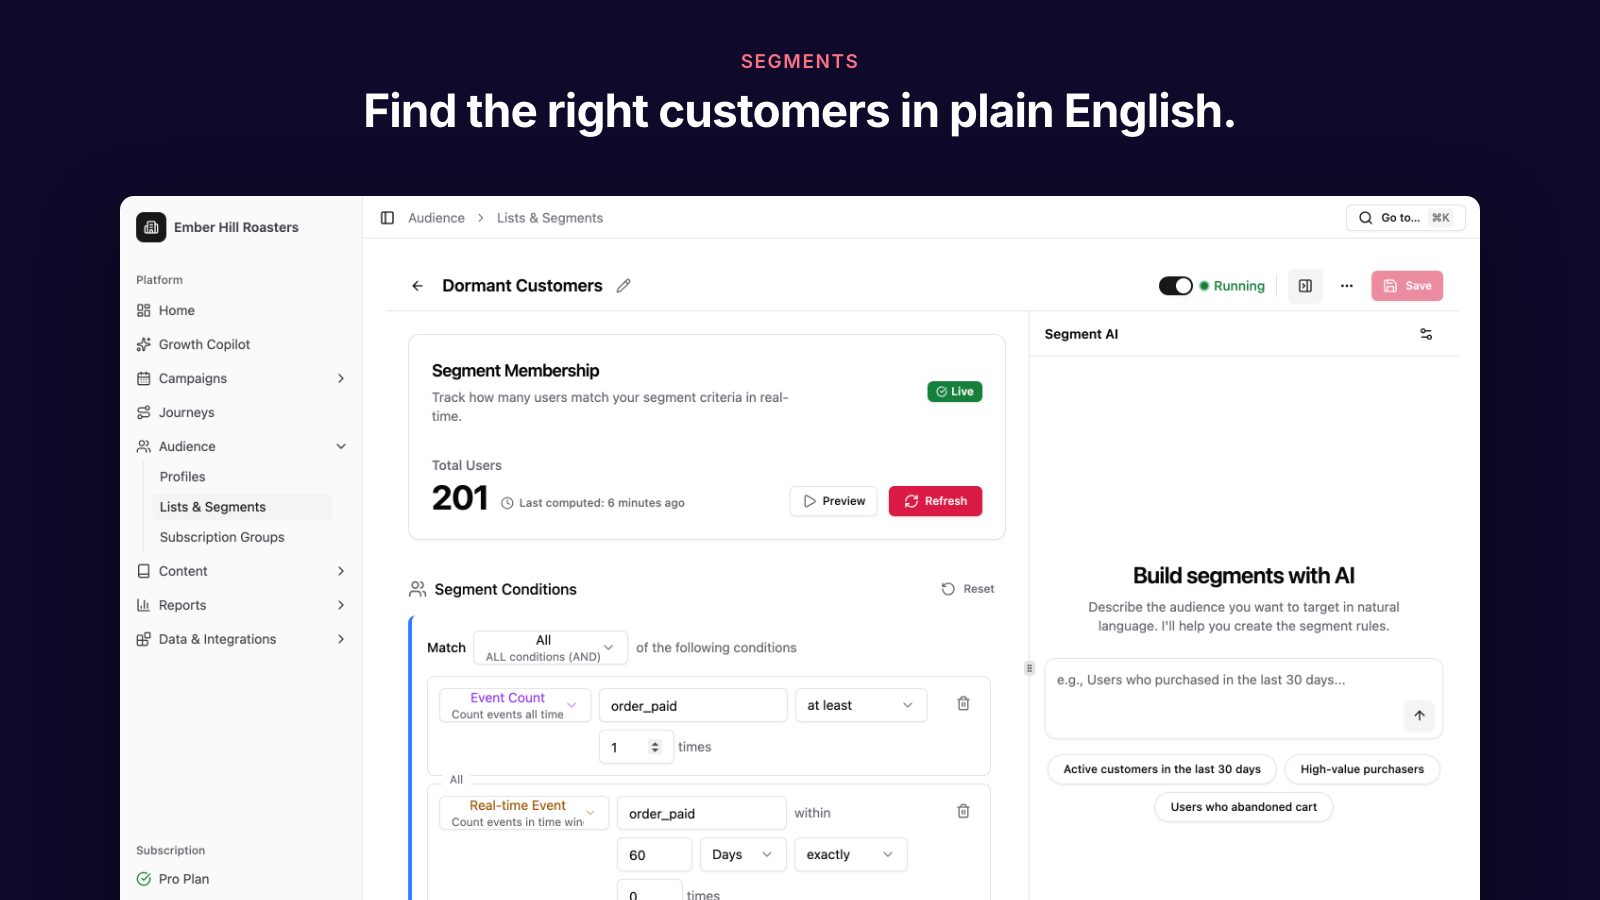 SEGMENTS
Find the right customers in plain English.
Ember Hill Roasters
Platform
Home
Growth Copilot
Campaigns
Journeys
Audience
Profiles
Lists & Segments
Subscription Groups
Content
Reports
Data & Integrations
Subscription
Pro Plan
Audience
Lists & Segments
Go to...
⌘K
Dormant Customers
Running
Save
Segment Membership
Track how many users match your segment criteria in real-
time.
Live
Total Users
201
Last computed: 6 minutes ago
Preview
Refresh
Segment Conditions
Reset
Match
All
ALL conditions (AND)
of the following conditions
Event Count
Count events all time
order_paid
at least
1
times
All
Real-time Event
Count events in time win
order_paid
within
60
Days
exactly
0
times
Segment AI
Build segments with AI
Describe the audience you want to target in natural
language. I'll help you create the segment rules.
e.g., Users who purchased in the last 30 days...
Active customers in the last 30 days
High-value purchasers
Users who abandoned cart